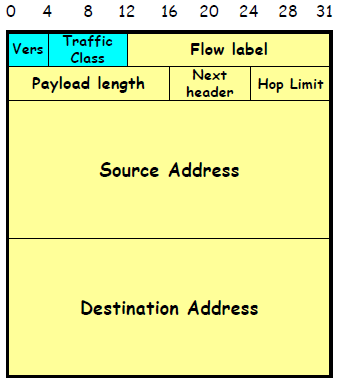 0 4 8 12 16 20 24 28 31
Vers
Traffic
Class
Flow label
Payload length
Next
header
Hop Limit
Source Address
Destination Address